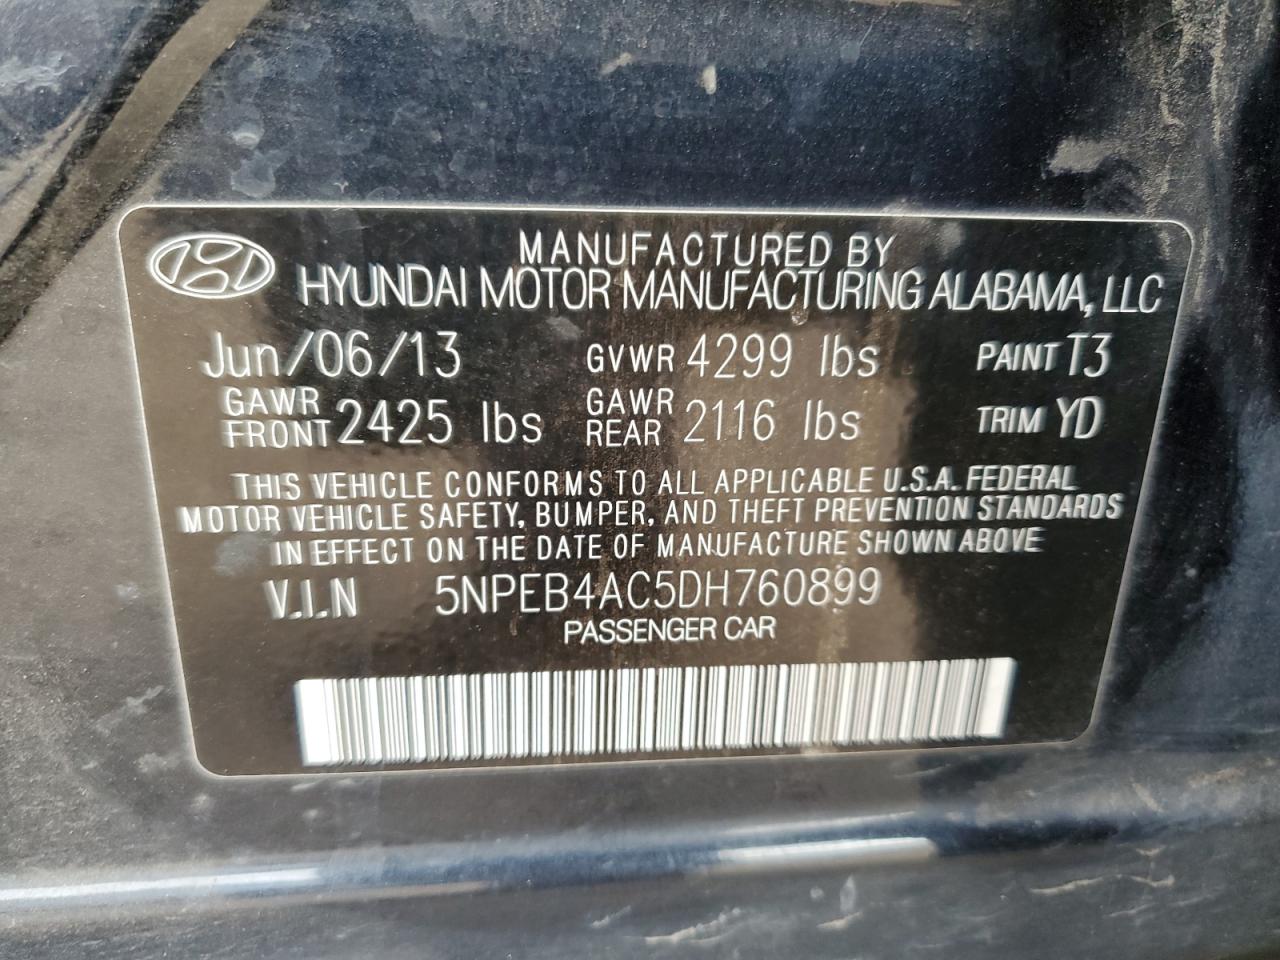 MANUFACTURED BY
HYUNDAI MOTOR MANUFACTURING ALABAMA, LLC
Jun/06/13 GVWR 4299 lbs PAINT T3
GAWR FRONT 2425 lbs GAWR REAR 2116 lbs TRIM YD
THIS VEHICLE CONFORMS TO ALL APPLICABLE U.S.A. FEDERAL
MOTOR VEHICLE SAFETY, BUMPER, AND THEFT PREVENTION STANDARDS
IN EFFECT ON THE DATE OF MANUFACTURE SHOWN ABOVE
V.I.N 5NPEB4AC5DH760899
PASSENGER CAR